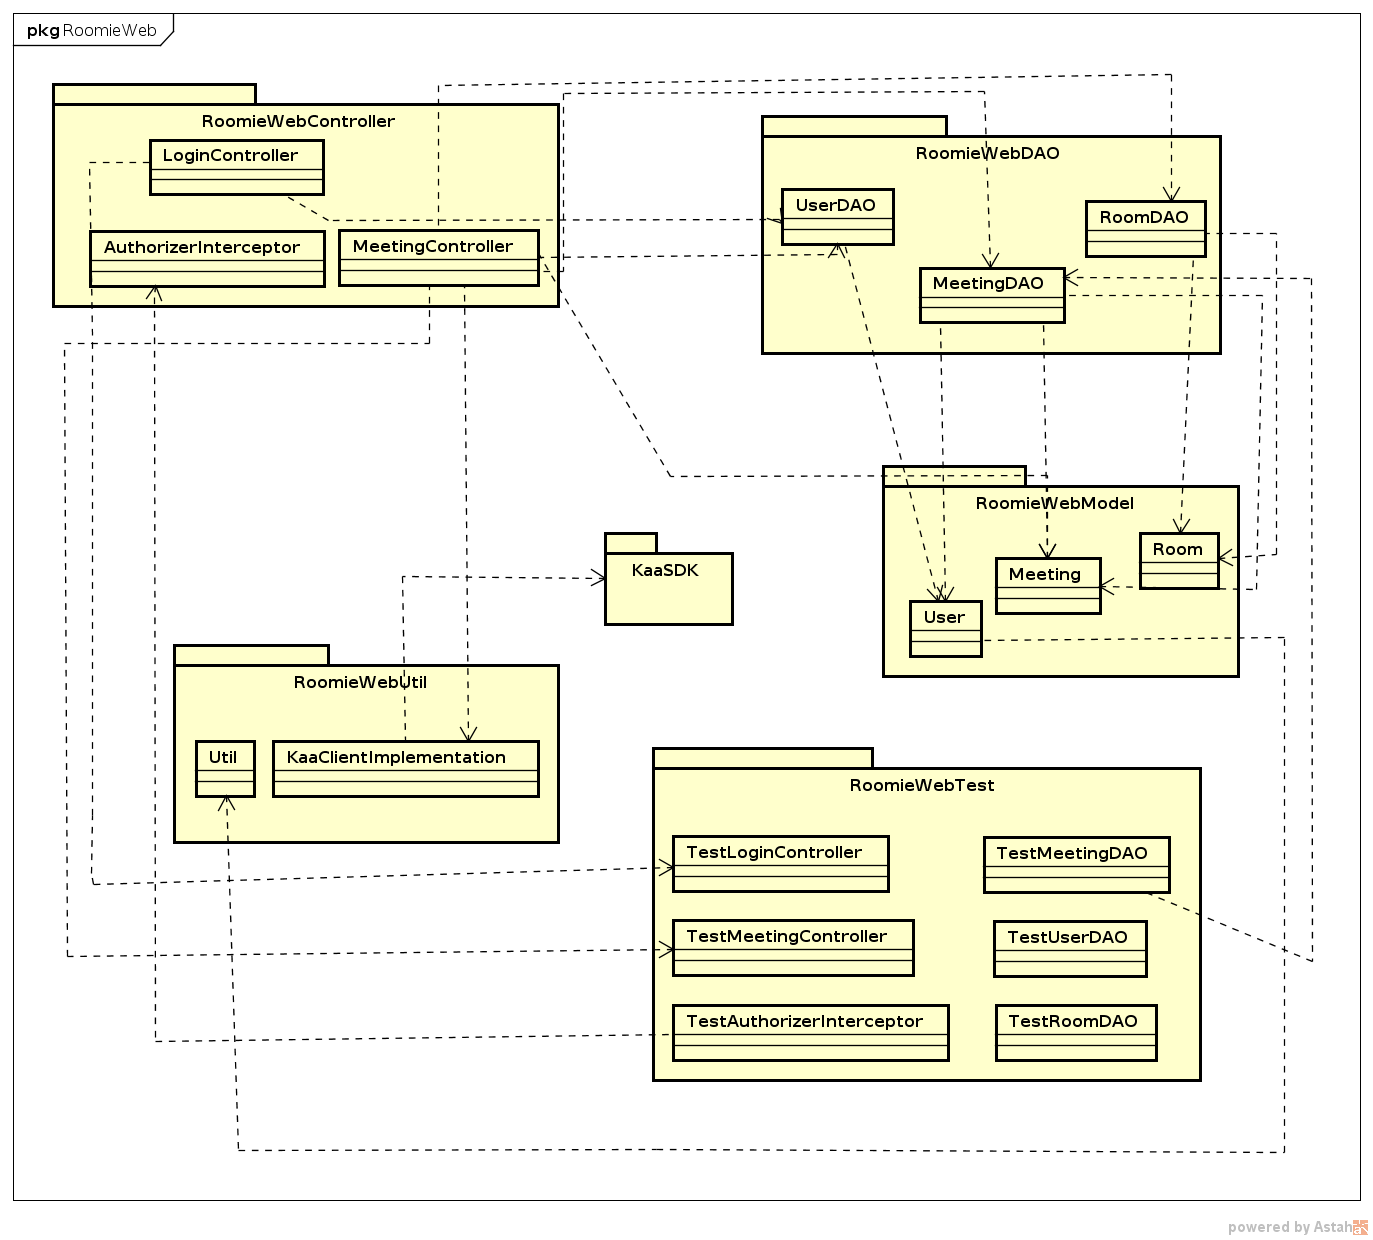 pkg RoomieWeb
RoomieWebController
LoginController
AuthorizerInterceptor
MeetingController
RoomieWebDAO
UserDAO
RoomDAO
MeetingDAO
RoomieWebModel
Room
Meeting
User
KaaSDK
RoomieWebUtil
Util
KaaClientImplementation
RoomieWebTest
TestLoginController
TestMeetingDAO
TestMeetingController
TestUserDAO
TestAuthorizerInterceptor
TestRoomDAO
powered by Astah